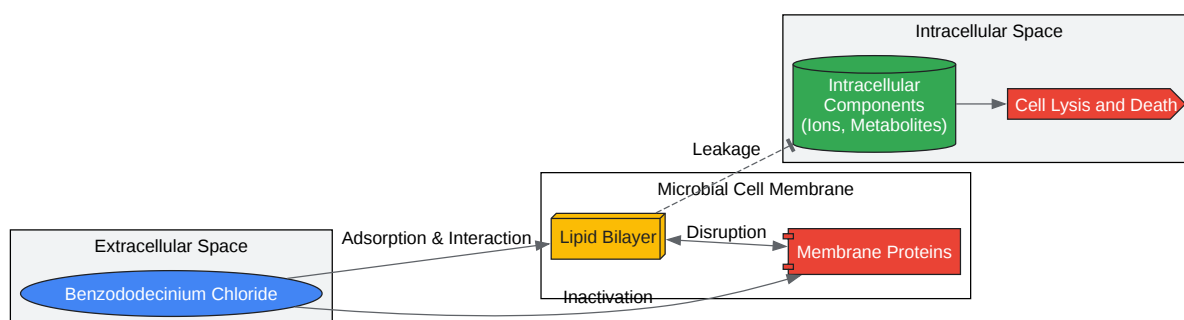 Intracellular Space
Intracellular
Components
(Ions, Metabolites)
Cell Lysis and Death
Leakage
Microbial Cell Membrane
Lipid Bilayer
Disruption
Membrane Proteins
Extracellular Space
Adsorption & Interaction
Benzododecinium Chloride
Inactivation